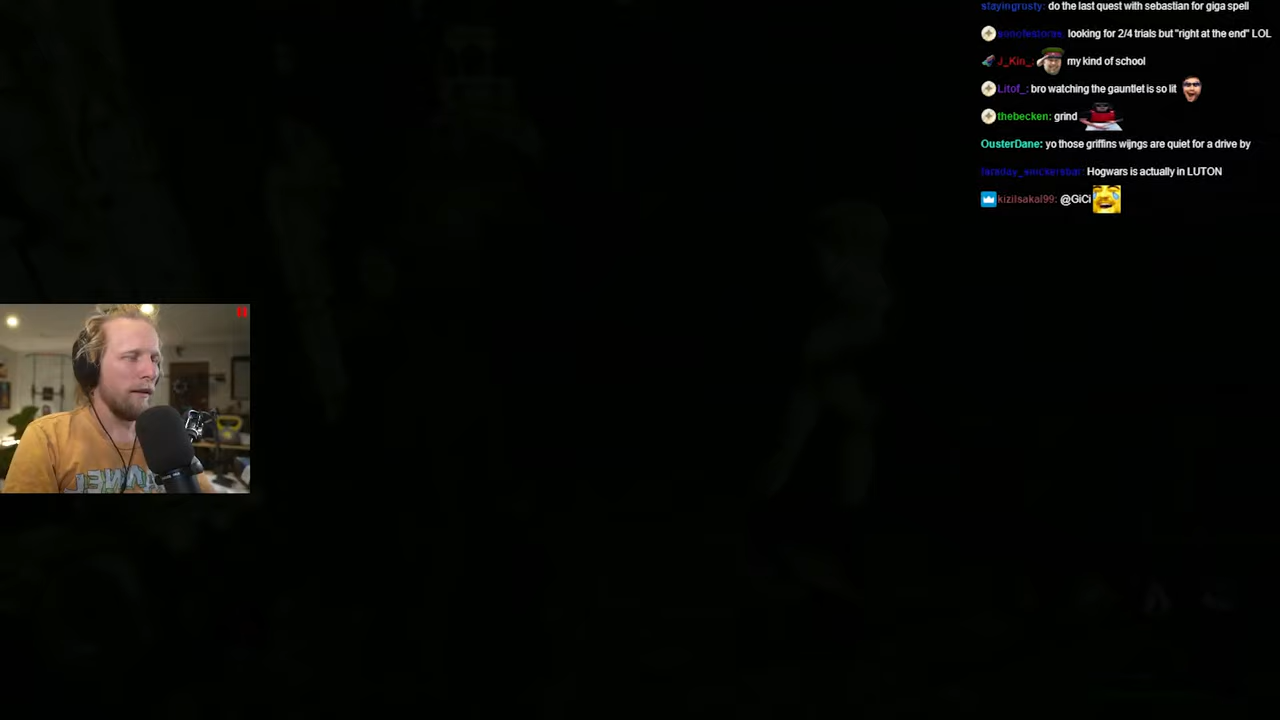 stayingrusty: do the last quest with sebastian for giga spell
looking for 2/4 trials but "right at the end" LOL
J_Kin_: my kind of school
Litof_: bro watching the gauntlet is so lit
thebecken: grind
OusterDane: yo those griffins wijngs are quiet for a drive by
Hogwars is actually in LUTON
kizilsakal99: @GiCi